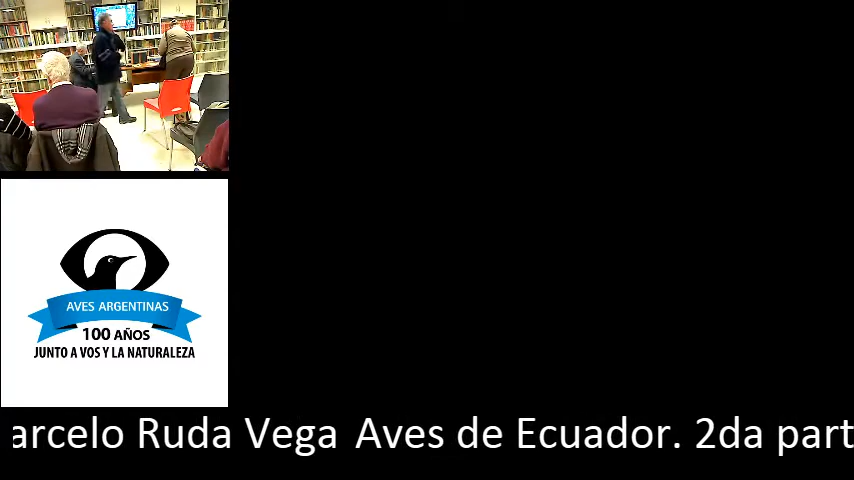 AVES ARGENTINAS
100 AÑOS
JUNTO A VOS Y LA NATURALEZA
arcelo Ruda Vega Aves de Ecuador. 2da part